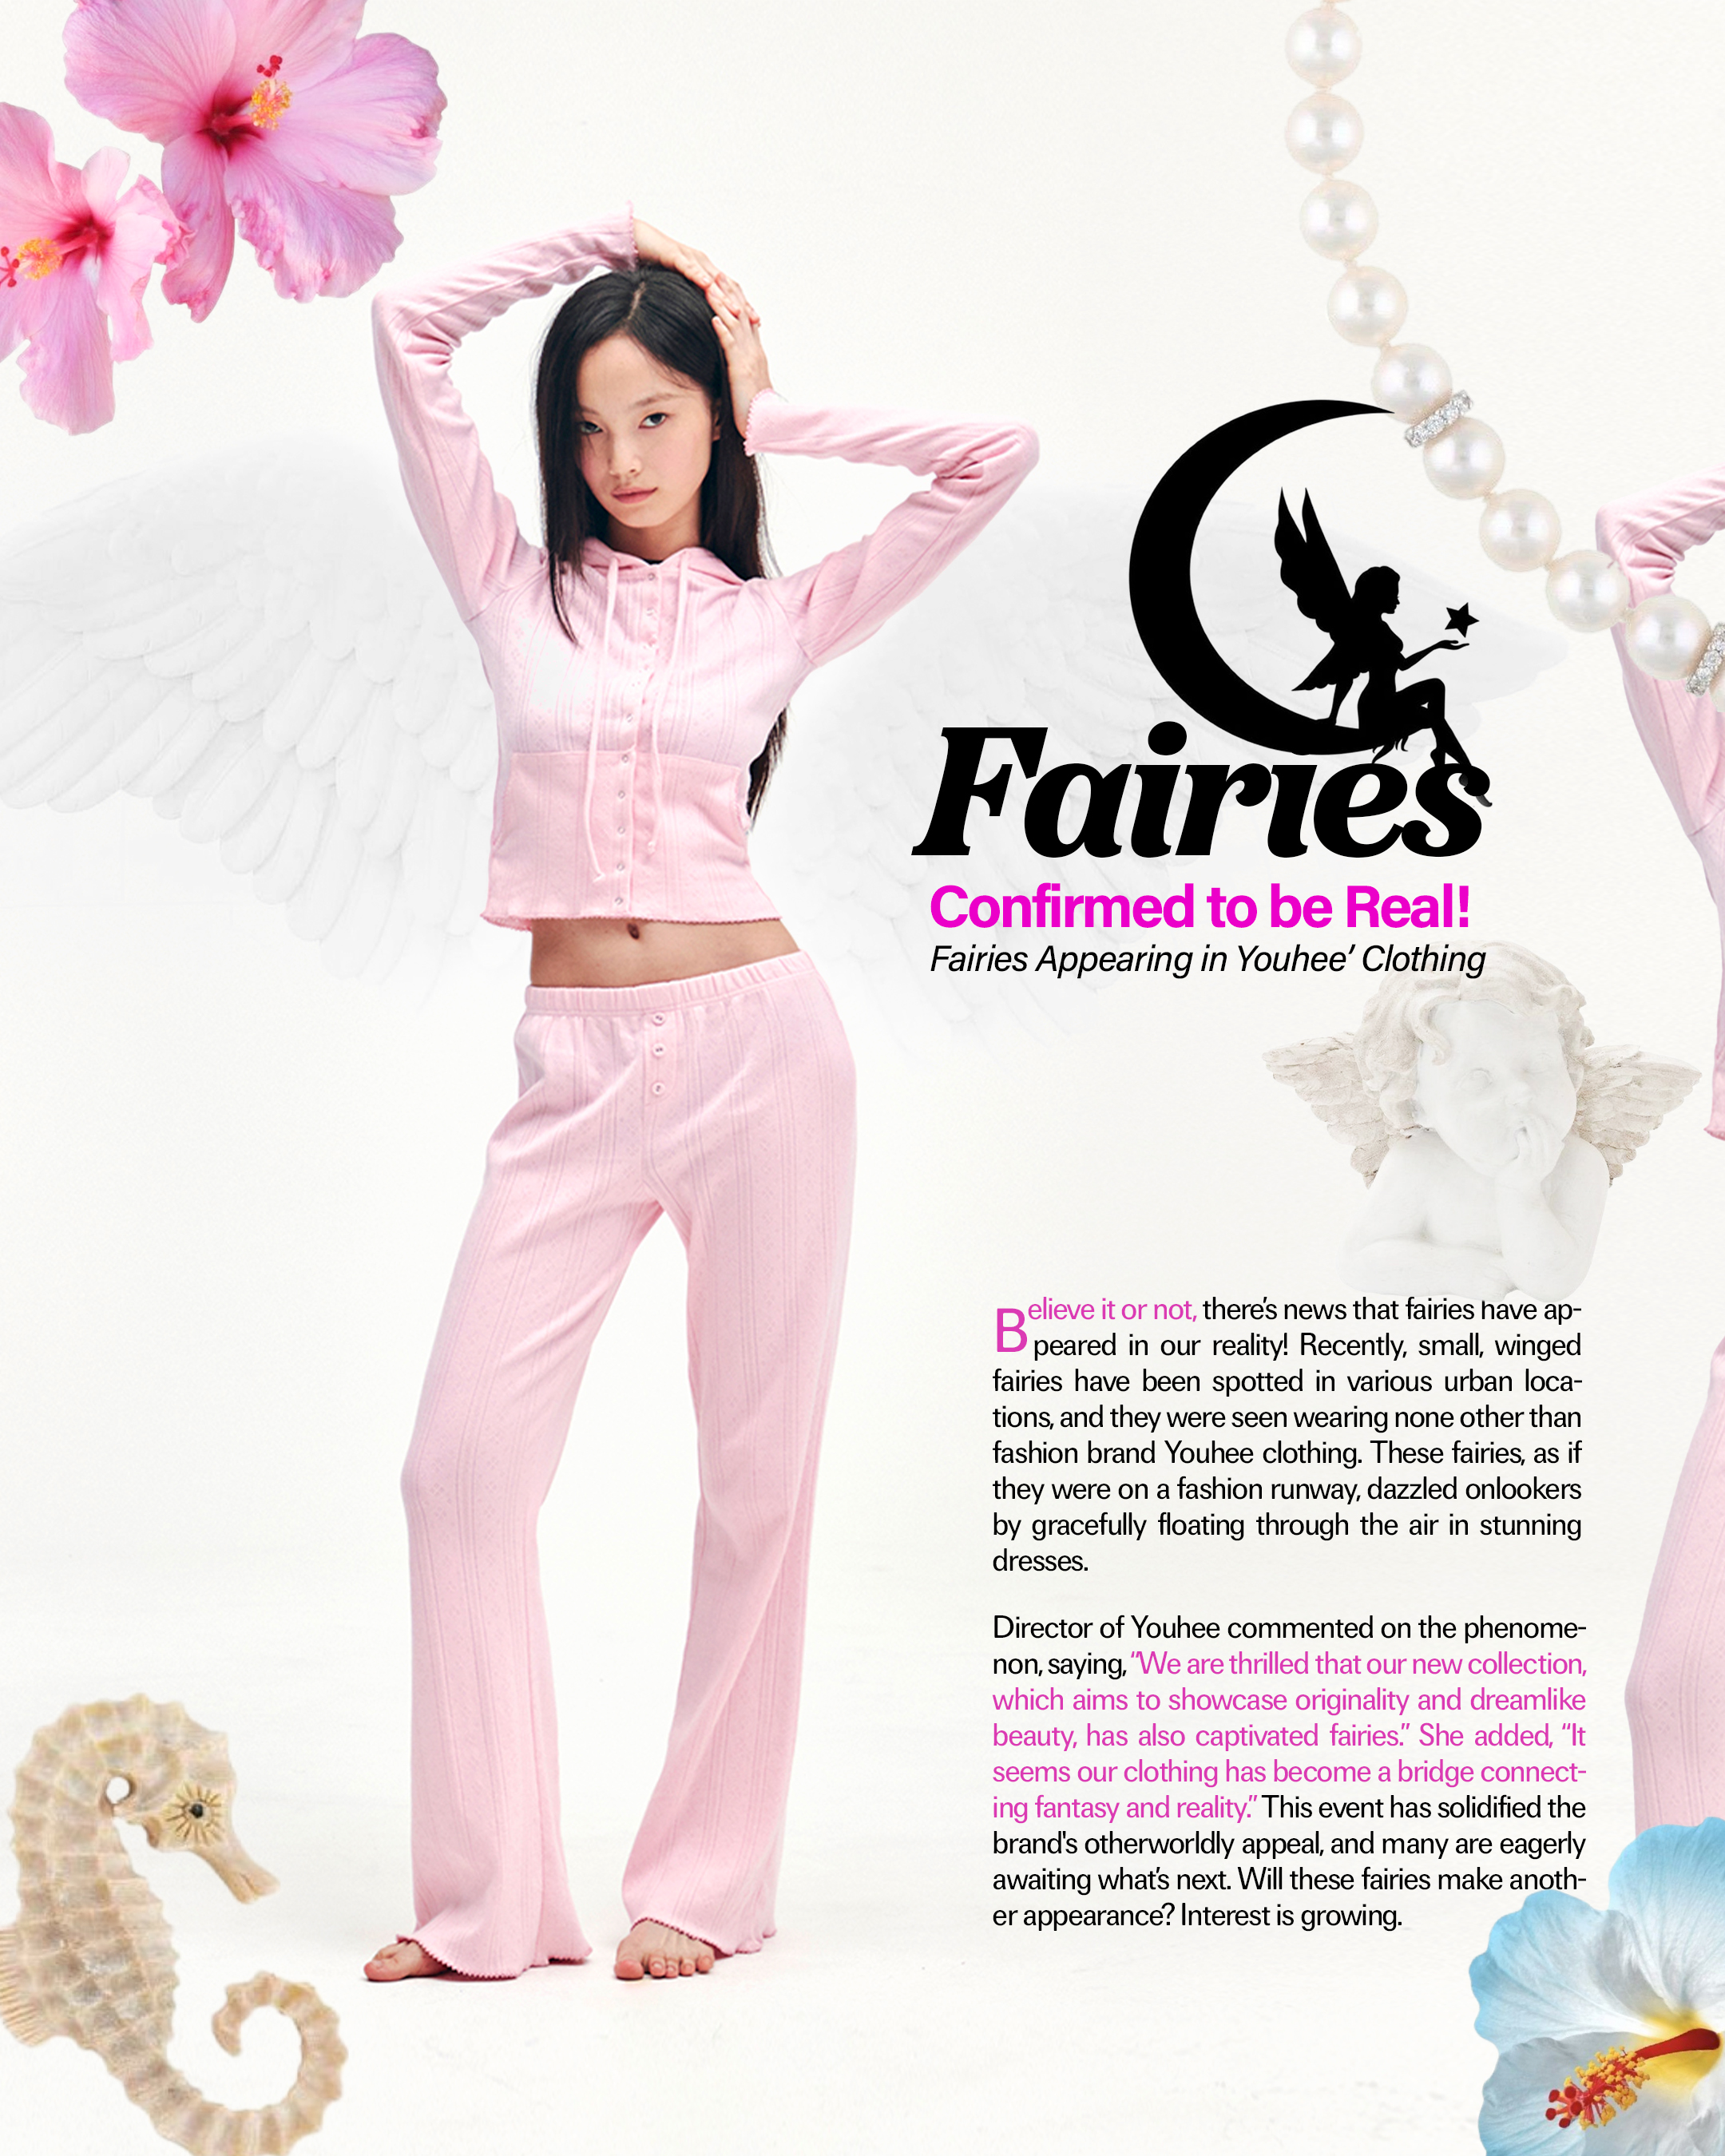 Fairies
Confirmed to be Real!
Fairies Appearing in Youhee’ Clothing
Believe it or not, there’s news that fairies have ap-
peared in our reality! Recently, small, winged
fairies have been spotted in various urban loca-
tions, and they were seen wearing none other than
fashion brand Youhee clothing. These fairies, as if
they were on a fashion runway, dazzled onlookers
by gracefully floating through the air in stunning
dresses.
Director of Youhee commented on the phenome-
non, saying, “We are thrilled that our new collection,
which aims to showcase originality and dreamlike
beauty, has also captivated fairies.” She added, “It
seems our clothing has become a bridge connect-
ing fantasy and reality.” This event has solidified the
brand's otherworldly appeal, and many are eagerly
awaiting what’s next. Will these fairies make anoth-
er appearance? Interest is growing.